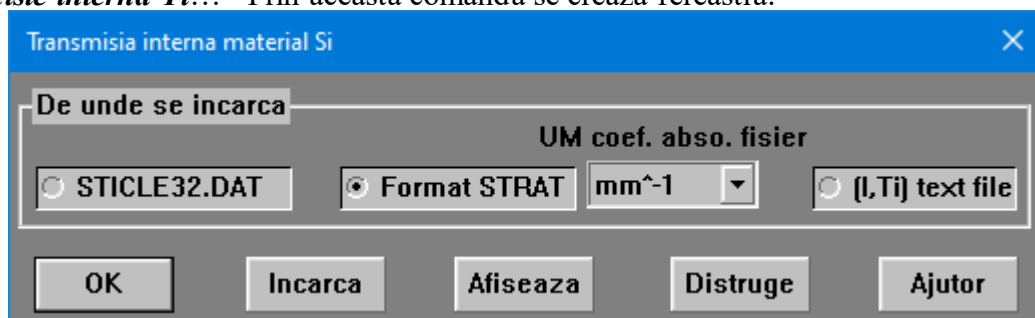 interna Ti… Prin aceasta comanda se creaza fereastra:
Transmisia interna material Si
De unde se incarca
UM coef. abso. fisier
STICLE32.DAT
Format STRAT
mm^-1
(l,Ti) text file
OK
Incarca
Afiseaza
Distruge
Ajutor